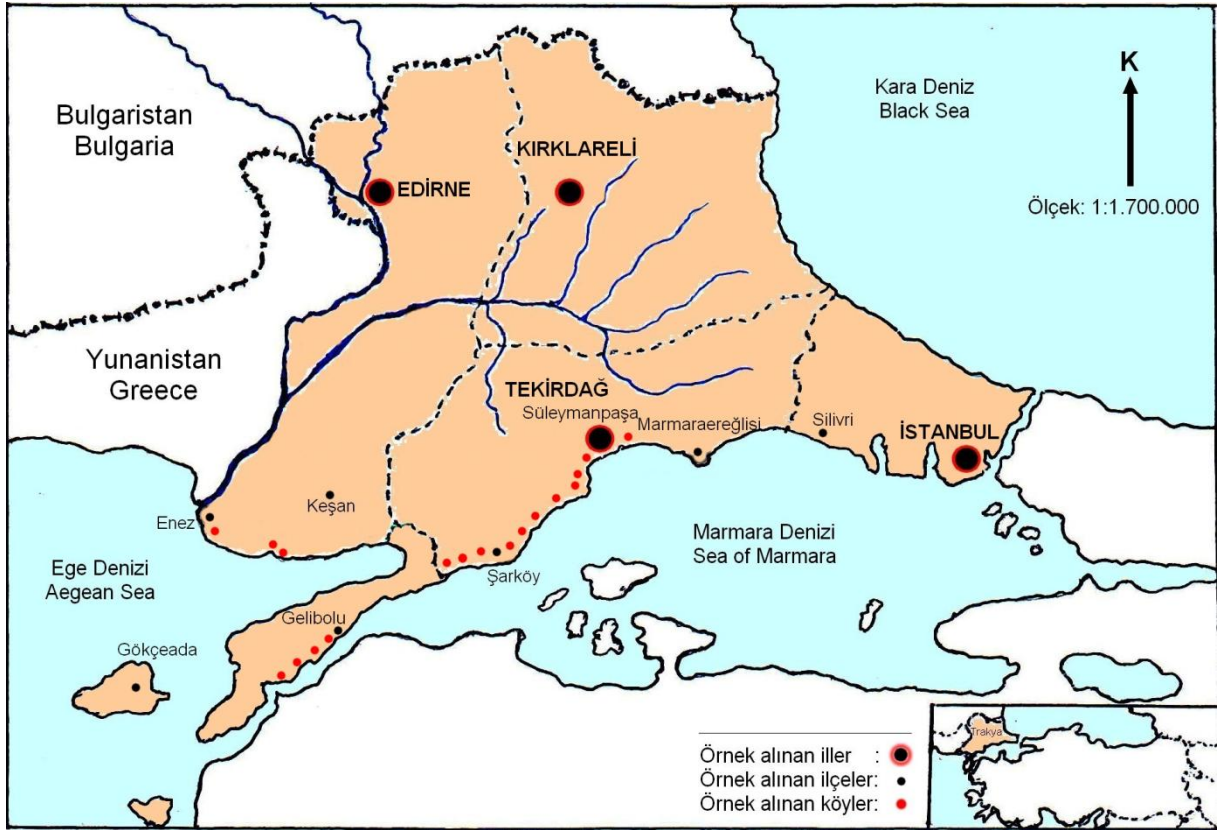 Bulgaristan
Bulgaria
Kara Deniz
Black Sea
K
Ölçek: 1:1.700.000
KIRKLARELİ
EDİRNE
Yunanistan
Greece
TEKİRDAĞ
Süleymanpaşa
Marmaraereğlisi
Silivri
İSTANBUL
Keşan
Enez
Marmara Denizi
Sea of Marmara
Ege Denizi
Aegean Sea
Şarköy
Gelibolu
Gökçeada
Trakya
Örnek alınan iller :
Örnek alınan ilçeler:
Örnek alınan köyler: